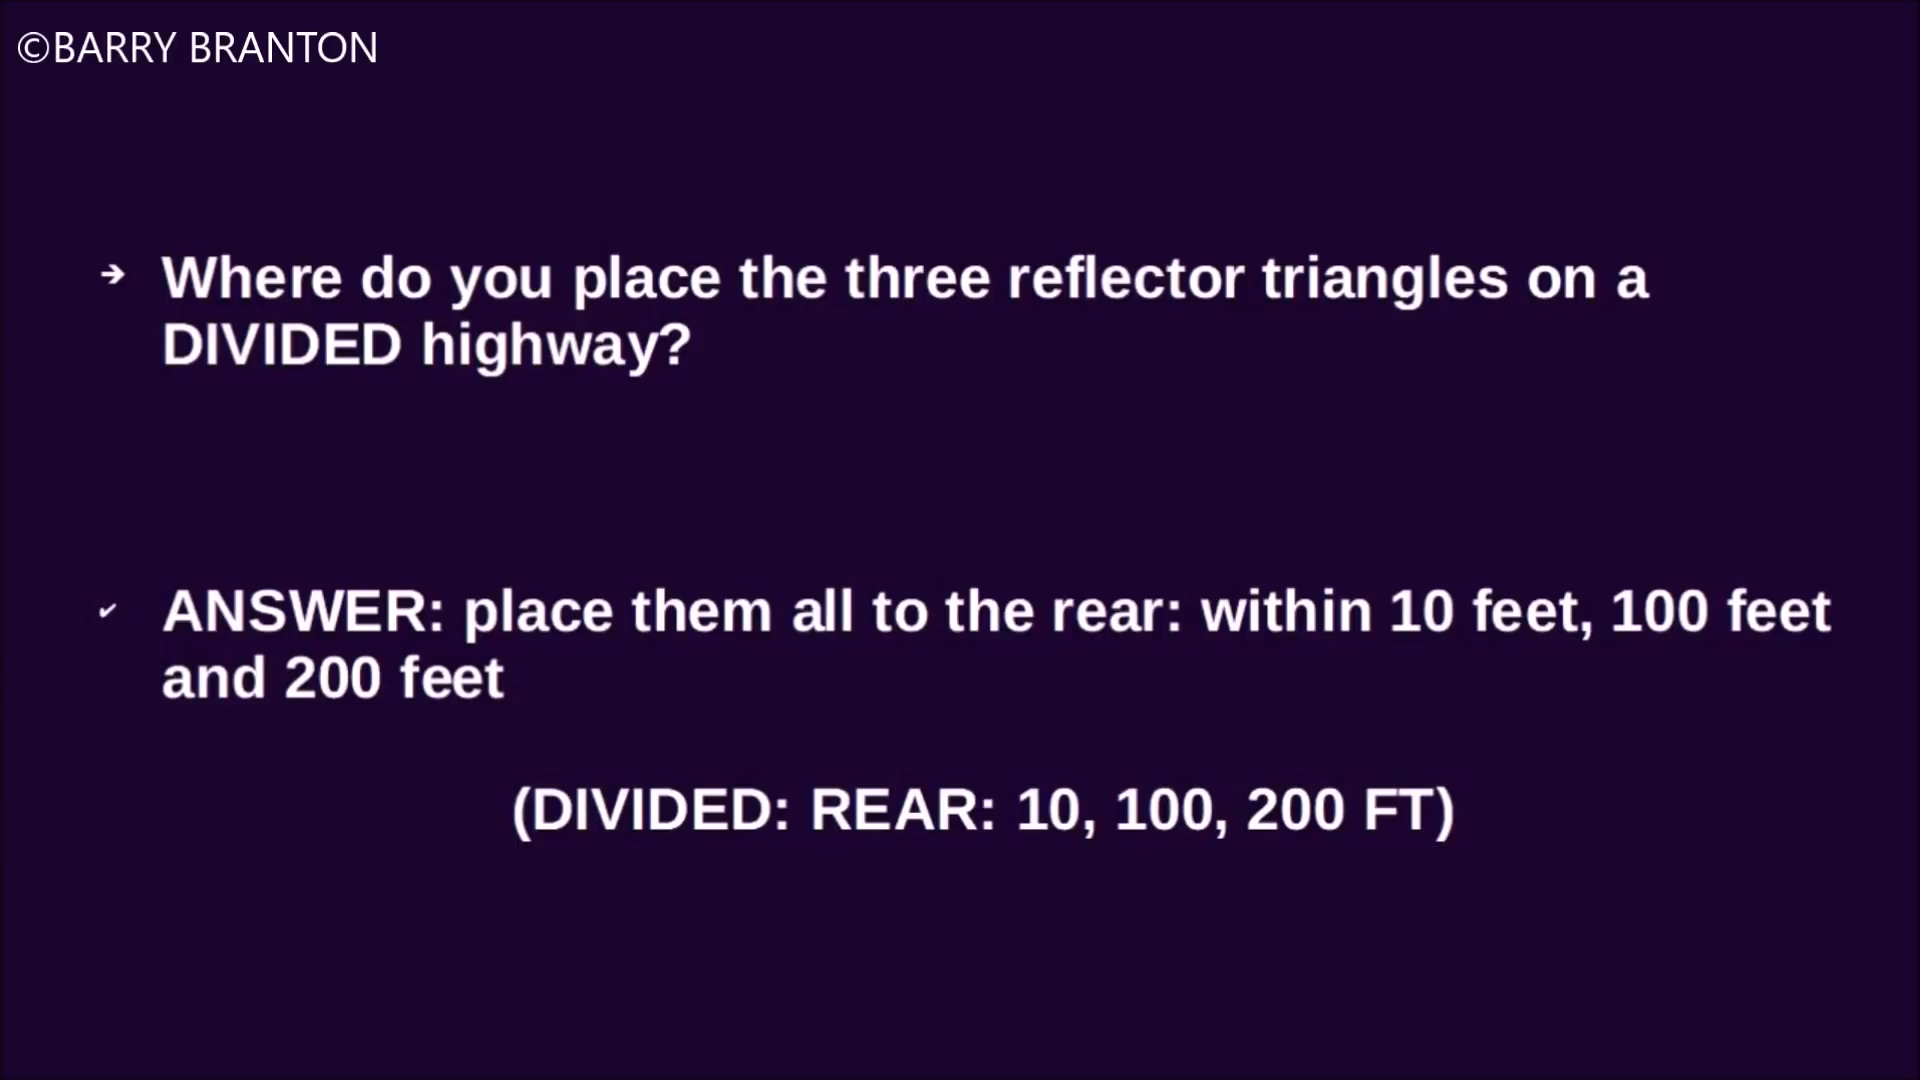 ©BARRY BRANTON
➔ Where do you place the three reflector triangles on a
DIVIDED highway?
✔ ANSWER: place them all to the rear: within 10 feet, 100 feet
and 200 feet
(DIVIDED: REAR: 10, 100, 200 FT)